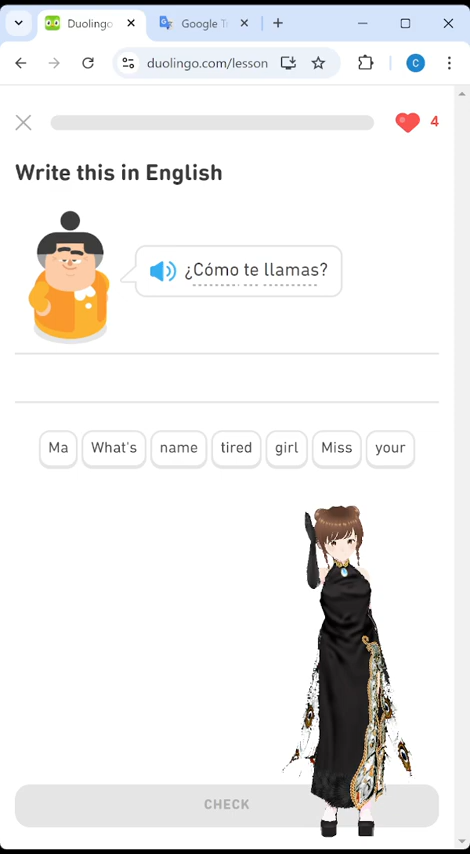 Duolingo
Google Tr
duolingo.com/lesson
C
4
Write this in English
¿Cómo te llamas?
Ma What's name tired girl Miss your
CHECK